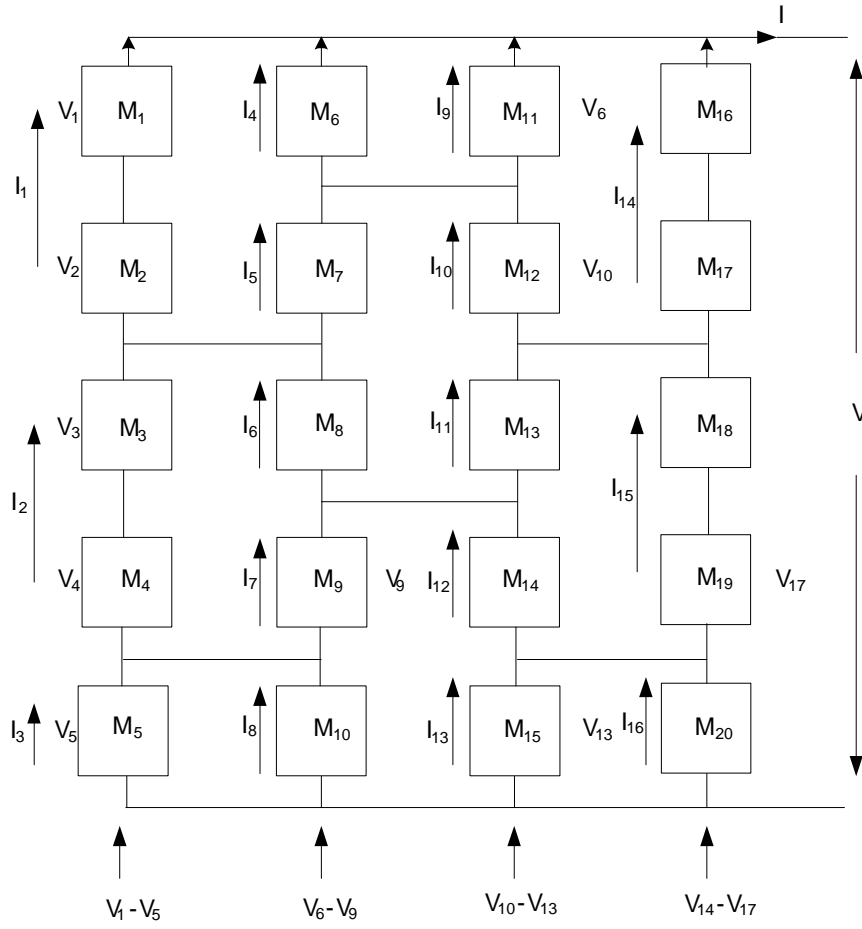 I
V₁ M₁ I₄ M₆ I₉ M₁₁ V₆ M₁₆
I₁ I₁₄
V₂ M₂ I₅ M₇ I₁₀ M₁₂ V₁₀ M₁₇
V₃ M₃ I₆ M₈ I₁₁ M₁₃ M₁₈ V
I₂ I₁₅
V₄ M₄ I₇ M₉ V₉ I₁₂ M₁₄ M₁₉ V₁₇
I₃ V₅ M₅ I₈ M₁₀ I₁₃ M₁₅ V₁₃ I₁₆ M₂₀
V₁ - V₅ V₆ - V₉ V₁₀ – V₁₃ V₁₄ – V₁₇